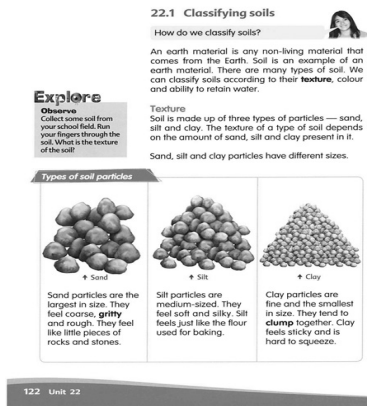 22.1 Classifying soils
How do we classify soils?
An earth material is any non-living material that
comes from the Earth. Soil is an example of an
earth material. There are many types of soil. We
can classify soils according to their texture, colour
and ability to retain water.
Explore
Observe
Collect some soil from
your school field. Run
your fingers through the
soil. What is the texture
of the soil?
Texture
Soil is made up of three types of particles — sand,
silt and clay. The texture of a type of soil depends
on the amount of sand, silt and clay present in it.
Sand, silt and clay particles have different sizes.
Types of soil particles
↑ Sand
Sand particles are the
largest in size. They
feel coarse, gritty
and rough. They feel
like little pieces of
rocks and stones.
↑ Silt
Silt particles are
medium-sized. They
feel soft and silky. Silt
feels just like the flour
used for baking.
↑ Clay
Clay particles are
fine and the smallest
in size. They tend to
clump together. Clay
feels sticky and is
hard to squeeze.
122 Unit 22